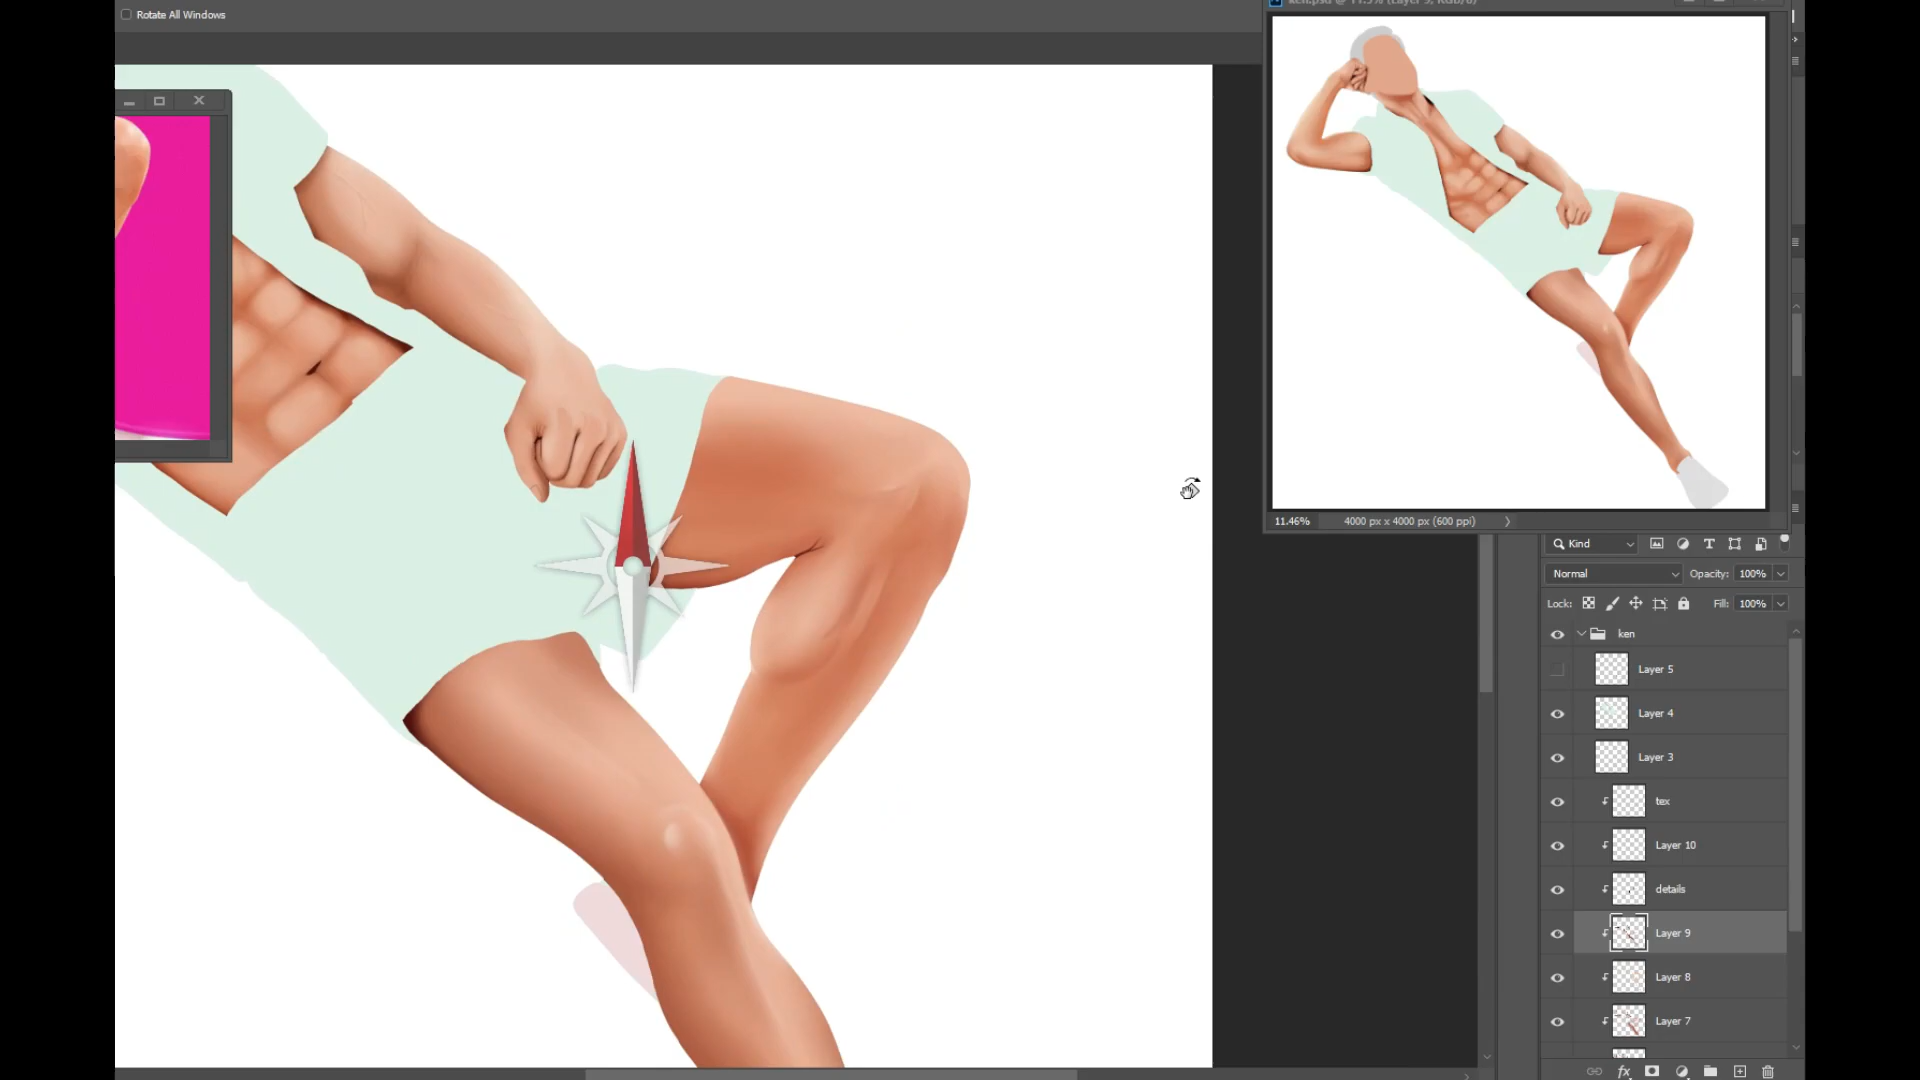 Rotate All Windows
11.46%
4000 px x 4000 px (600 ppi)
Kind
Normal
Opacity: 100%
Lock:
Fill: 100%
ken
Layer 5
Layer 4
Layer 3
tex
Layer 10
details
Layer 9
Layer 8
Layer 7
fx